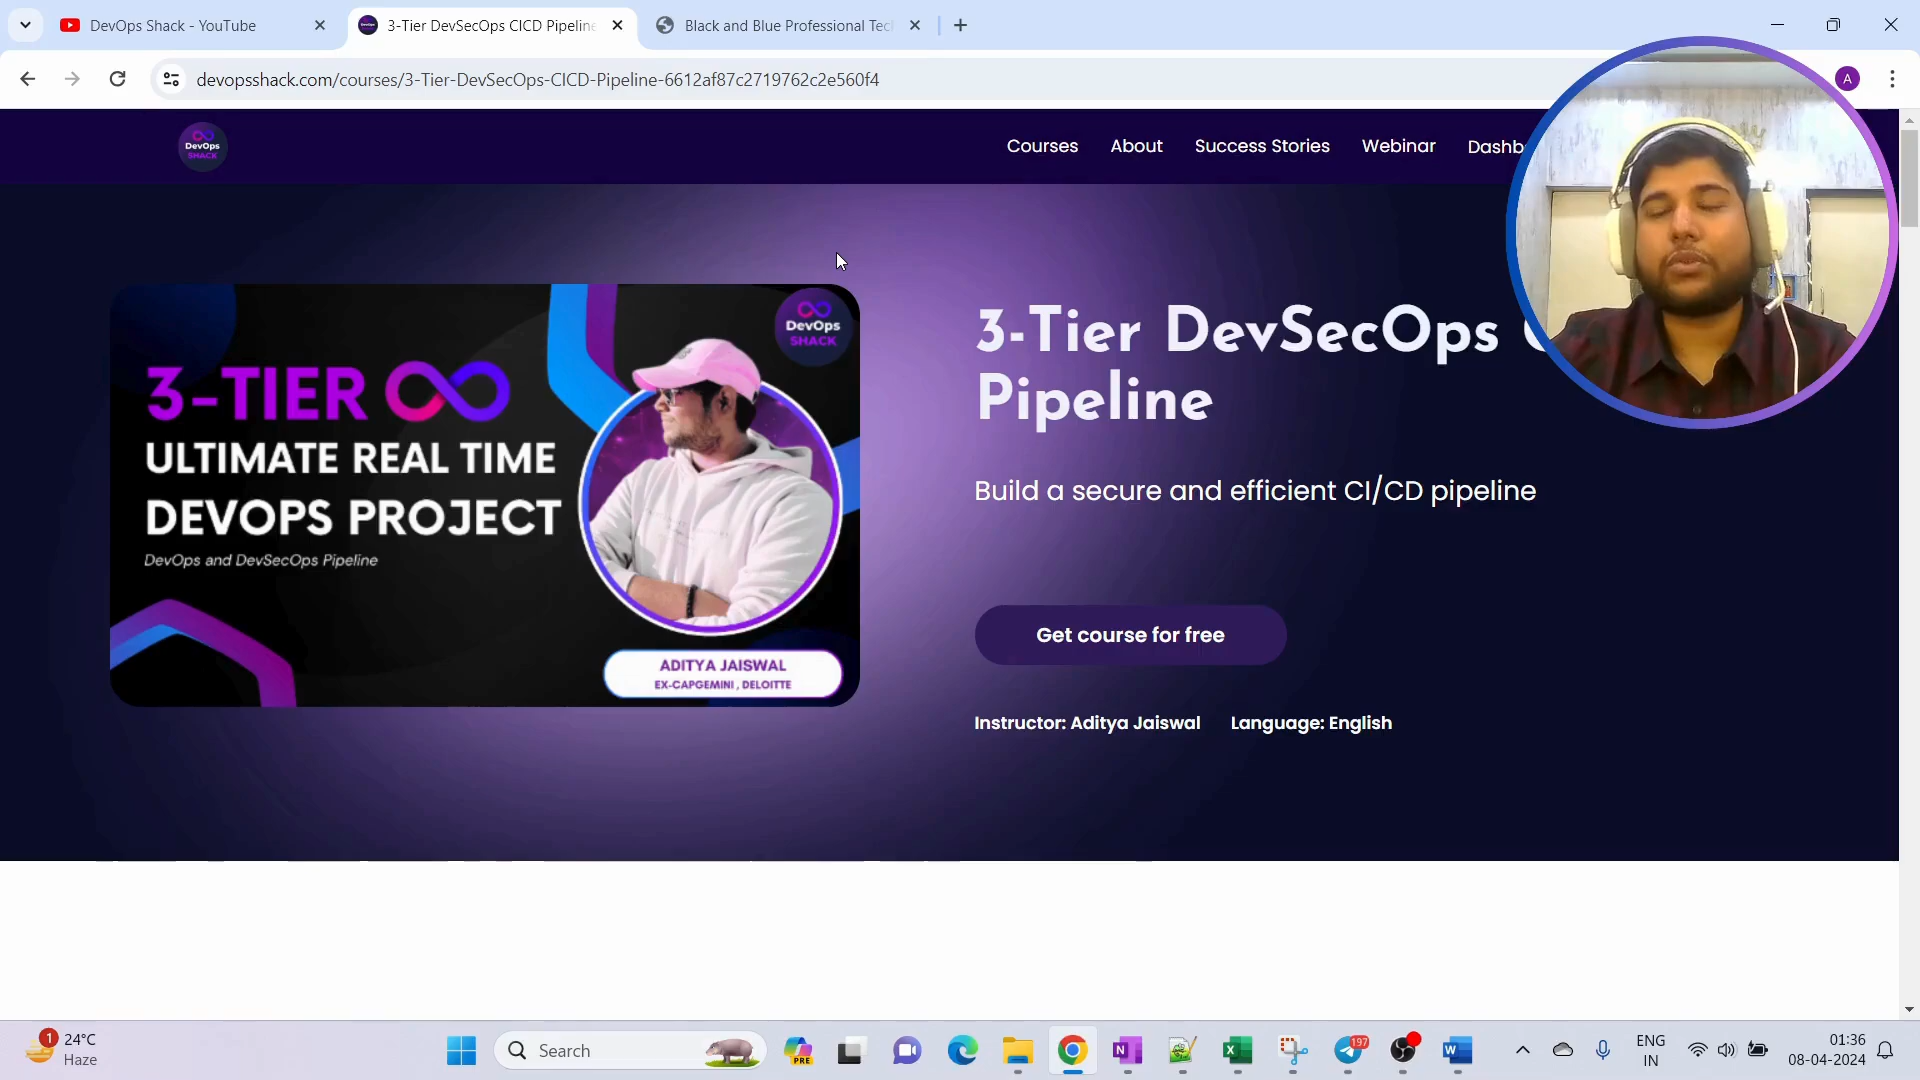 DevOps Shack - YouTube
3-Tier DevSecOps CICD Pipeline
Black and Blue Professional Tec
devopsshack.com/courses/3-Tier-DevSecOps-CICD-Pipeline-6612af87c2719762c2e560f4
A
DevOps
SHACK
Courses
About
Success Stories
Webinar
Dashb
DevOps
SHACK
3-TIER
ULTIMATE REAL TIME
DEVOPS PROJECT
DevOps and DevSecOps Pipeline
ADITYA JAISWAL
EX-CAPGEMINI , DELOITTE
3-Tier DevSecOps
Pipeline
Build a secure and efficient CI/CD pipeline
Get course for free
Instructor: Aditya Jaiswal
Language: English
1
24°C
Haze
Search
PRE
197
ENG
IN
01:36
08-04-2024